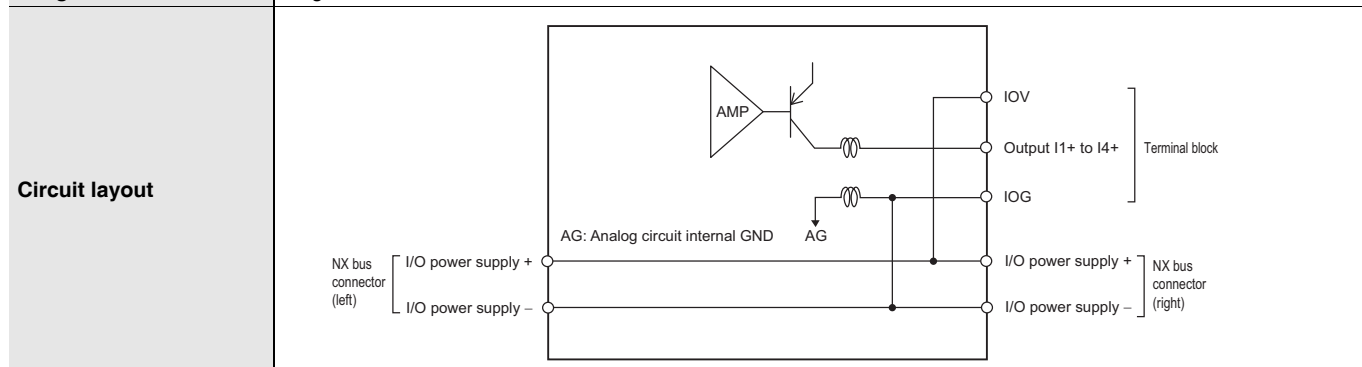 Circuit layout
AMP
IOV
Output I1+ to I4+
Terminal block
IOG
AG: Analog circuit internal GND
AG
NX bus
connector
(left)
I/O power supply +
I/O power supply –
I/O power supply +
I/O power supply –
NX bus
connector
(right)